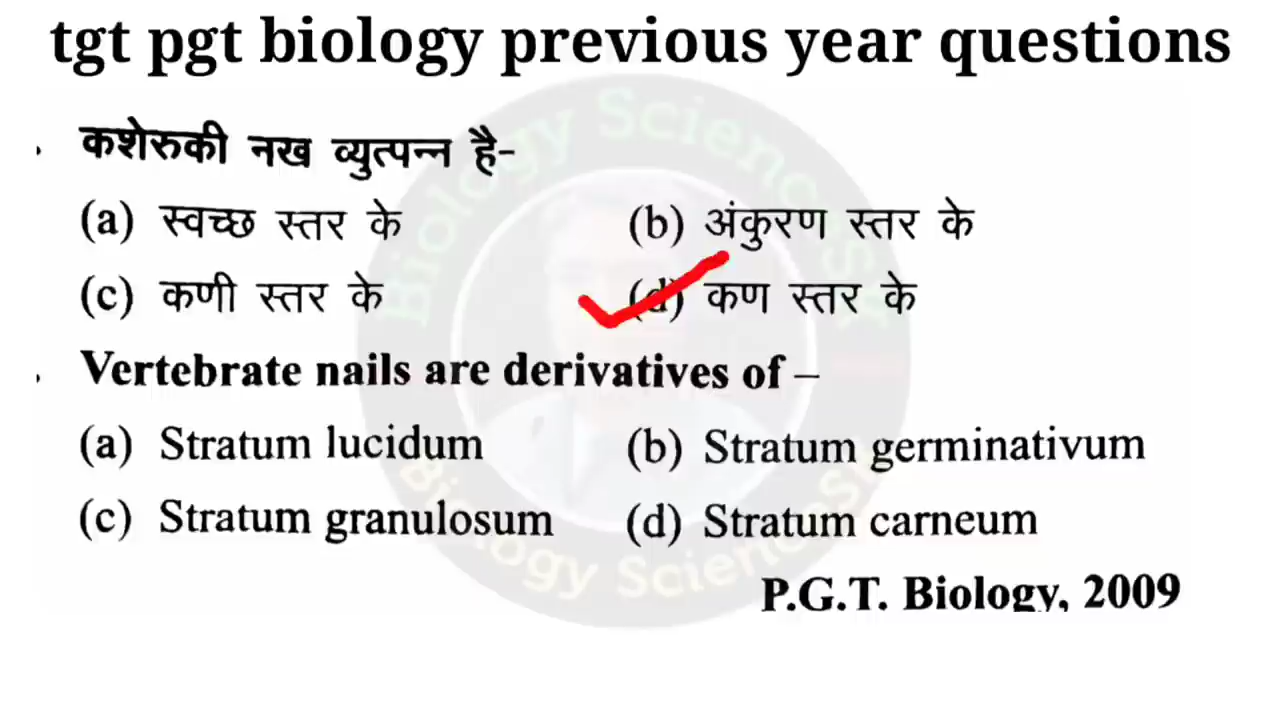 tgt pgt biology previous year questions
कशेरुकी नख व्युत्पन्न है-
(a) स्वच्छ स्तर के (b) अंकुरण स्तर के
(c) कणी स्तर के (d) कण स्तर के
Vertebrate nails are derivatives of –
(a) Stratum lucidum (b) Stratum germinativum
(c) Stratum granulosum (d) Stratum carneum
P.G.T. Biology, 2009